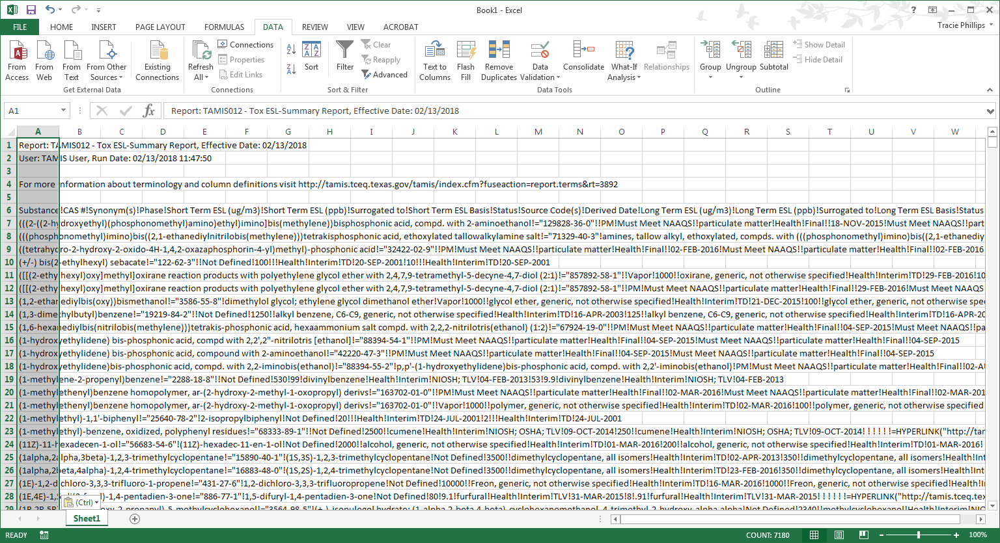 Book1 - Excel
?
FILE HOME INSERT PAGE LAYOUT FORMULAS DATA REVIEW VIEW ACROBAT
Tracie Phillips
From Access
From Web
From Text
From Other Sources
Existing Connections
Get External Data
Refresh All
Connections
Properties
Edit Links
Connections
Sort
Filter
Clear
Reapply
Advanced
Sort & Filter
Text to Columns
Flash Fill
Remove Duplicates
Data Validation
Consolidate
What-If Analysis
Relationships
Data Tools
Group
Ungroup
Subtotal
Show Detail
Hide Detail
Outline
A1
fx
Report: TAMIS012 - Tox ESL-Summary Report, Effective Date: 02/13/2018
A B C D E F G H I J K L M N O P Q R S T U V W
1 Report: TAMIS012 - Tox ESL-Summary Report, Effective Date: 02/13/2018
2 User: TAMIS User, Run Date: 02/13/2018 11:47:50
3
4 For more information about terminology and column definitions visit http://tamis.tceq.texas.gov/tamis/index.cfm?fuseaction=report.terms&rt=3892
5
6 Substance!CAS #!Synonym(s)!Phase!Short Term ESL (ug/m3)!Short Term ESL (ppb)!Surrogated to!Short Term ESL Basis!Status!Source Code(s)!Derived Date!Long Term ESL (ug/m3)!Long Term ESL (ppb)!Surrogated to!Long Term ESL Basis!Status
7 (((2-((2-hydroxyethyl)(phosphonomethyl)amino)ethyl)imino]bis(methylene))bisphosphonic acid, compd. with 2-aminoethanol!="129828-36-0"!!PM!Must Meet NAAQS!!particulate matter!Health!Final!!18-NOV-2015!Must Meet NAAQS!!part
8 (((phosphonomethyl)imino)bis((2,1-ethanediylnitrilobis(methylene)))tetrakisphosphonic acid, ethoxylated tallowalkylamine salt!="71329-40-3"!amines, tallow alkyl, ethoxylated, compds. with (((phosphonomethyl)imino)bis((2,1-ethanediy
9 ((tetrahydro-2-hydroxy-2-oxido-4H-1,4,2-oxazaphosphorin-4-yl)methyl)-phosphonic acid!="32422-02-9"!!PM!Must Meet NAAQS!!particulate matter!Health!Final!!02-FEB-2016!Must Meet NAAQS!!particulate matter!Health!Final!!02-FEB-2016
10 (+/-) bis(2-ethylhexyl) sebacate!="122-62-3"!!Not Defined!100!!!Health!Interim!TD!20-SEP-2001!10!!!Health!Interim!TD!20-SEP-2001
11 ([[(2-ethylhexyl)oxy]methyl]oxirane reaction products with polyethylene glycol ether with 2,4,7,9-tetramethyl-5-decyne-4,7-diol (2:1)!="857892-58-1"!!Vapor!1000!!oxirane, generic, not otherwise specified!Health!Interim!TD!29-FEB-2016!10
12 ([[(2-ethylhexyl)oxy]methyl]oxirane reaction products with polyethylene glycol ether with 2,4,7,9-tetramethyl-5-decyne-4,7-diol (2:1)!="857892-58-1"!!PM!Must Meet NAAQS!!particulate matter!Health!Final!!29-FEB-2016!Must Meet NAAQS
13 (1,2-ethanediylbis(oxy))bismethanol!="3586-55-8"!dimethylol glycol; ethylene glycol dimethanol ether!Vapor!1000!!glycol ether, generic, not otherwise specified!Health!Interim!TD!21-DEC-2015!100!!glycol ether, generic, not otherwise spe
14 (1,3-dimethylbutyl)benzene!="19219-84-2"!!Not Defined!1250!!alkyl benzene, C6-C9, generic, not otherwise specified!Health!Interim!TD!16-APR-2003!125!!alkyl benzene, C6-C9, generic, not otherwise specified!Health!Interim!TD!16-APR-20
15 (1,6-hexanediylbis(nitrilobis(methylene)))tetrakis-phosphonic acid, hexaammonium salt compd. with 2,2,2-nitrilotris(ethanol) (1:2)!="67924-19-0"!!PM!Must Meet NAAQS!!particulate matter!Health!Final!!04-SEP-2015!Must Meet NAAQS!!pa
16 (1-hydroxyethylidene) bis-phosphonic acid, compd with 2,2',2"-nitrilotris [ethanol]!="88394-54-1"!!PM!Must Meet NAAQS!!particulate matter!Health!Final!!04-SEP-2015!Must Meet NAAQS!!particulate matter!Health!Final!!04-SEP-2015
17 (1-hydroxyethylidene) bis-phosphonic acid, compound with 2-aminoethanol!="42220-47-3"!!PM!Must Meet NAAQS!!particulate matter!Health!Final!!04-SEP-2015!Must Meet NAAQS!!particulate matter!Health!Final!!04-SEP-2015
18 (1-hydroxyethylidene)bis-phosphonic acid, compd. with 2,2-iminobis(ethanol)!="88394-55-2"!p,p'-(1-hydroxyethylidene)bis-phosphonic acid, compd. with 2,2'-iminobis(ethanol)!PM!Must Meet NAAQS!!particulate matter!Health!Final!!02-A
19 (1-methylene-2-propenyl)benzene!="2288-18-8"!!Not Defined!530!99!divinylbenzene!Health!Interim!NIOSH; TLV!04-FEB-2013!53!9.9!divinylbenzene!Health!Interim!NIOSH; TLV!04-FEB-2013
20 (1-methylethenyl)benzene homopolymer, ar-(2-hydroxy-2-methyl-1-oxopropyl) derivs!="163702-01-0"!!PM!Must Meet NAAQS!!particulate matter!Health!Final!!02-MAR-2016!Must Meet NAAQS!!particulate matter!Health!Final!!02-MAR-201
21 (1-methylethenyl)benzene homopolymer, ar-(2-hydroxy-2-methyl-1-oxopropyl) derivs!="163702-01-0"!!Vapor!1000!!polymer, generic, not otherwise specified!Health!Interim!TD!02-MAR-2016!100!!polymer, generic, not otherwise specified
22 (1-methylethyl)-1,1'-biphenyl!="25640-78-2"!2-isopropylbiphenyl!Not Defined!20!!!Health!Interim!TD!24-JUL-2001!2!!!Health!Interim!TD!24-JUL-2001
23 (1-methylethyl)-benzene, oxidized, polyphenyl residues!="68333-89-1"!!Not Defined!2500!!cumene!Health!Interim!NIOSH; OSHA; TLV!09-OCT-2014!250!!cumene!Health!Interim!NIOSH; OSHA; TLV!09-OCT-2014! ! ! ! ! !=HYPERLINK("http://tam
24 (11Z)-11-hexadecen-1-ol!="56683-54-6"!(11Z)-hexadec-11-en-1-ol!Not Defined!2000!!alcohol, generic, not otherwise specified!Health!Interim!TD!01-MAR-2016!200!!alcohol, generic, not otherwise specified!Health!Interim!TD!01-MAR-2016!
25 (1alpha,2alpha,3beta)-1,2,3-trimethylcyclopentane!="15890-40-1"!(1S,3S)-1,2,3-trimethylcyclopentane!Not Defined!3500!!dimethylcyclopentane, all isomers!Health!Interim!TD!02-APR-2013!350!!dimethylcyclopentane, all isomers!Health!Int
26 (1alpha,2beta,4alpha)-1,2,4-trimethylcyclopentane!="16883-48-0"!(1S,2S)-1,2,4-trimethylcyclopentane!Not Defined!3500!!dimethylcyclopentane, all isomers!Health!Interim!TD!23-FEB-2016!350!!dimethylcyclopentane, all isomers!Health!Int
27 (1E)-1,2-dichloro-3,3,3-trifluoro-1-propene!="431-27-6"!1,2-dichloro-3,3,3-trifluoropropene!Not Defined!10000!!Freon, generic, not otherwise specified!Health!Interim!TD!16-MAR-2016!1000!!Freon, generic, not otherwise specified!Health!In
28 (1E,4E)-1,5-di(2-furyl)-1,4-pentadien-3-one!="886-77-1"!1,5-difuryl-1,4-pentadien-3-one!Not Defined!80!9.1!furfural!Health!Interim!TLV!31-MAR-2015!8!.91!furfural!Health!Interim!TLV!31-MAR-2015! ! ! ! ! !=HYPERLINK("http://tamis.tceq.tex
(Ctrl)
Sheet1
READY
COUNT: 7180
100%